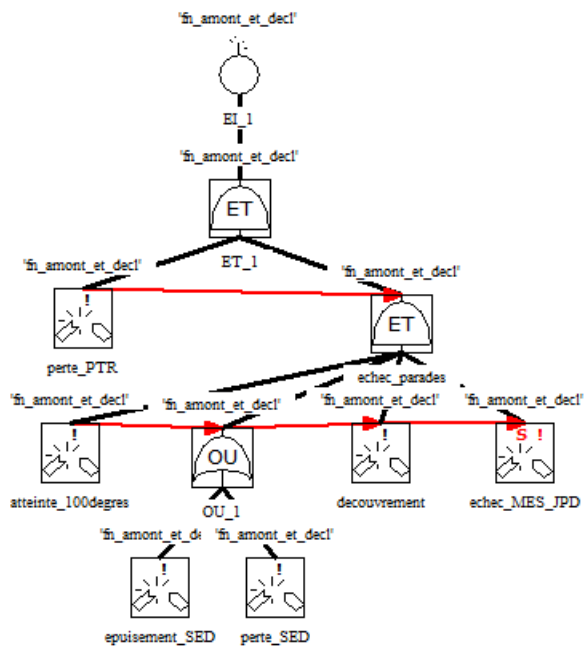 'fn_amont_et_decl'
EI_1
'fn_amont_et_decl'
ET
'fn_amont_et_decl'
ET_1
'fn_amont_et_decl'
!
ET
perte_PTR
echec_parades
'fn_amont_et_decl'
'fn_amont_et_decl'
'fn_amont_et_decl'
'fn_amont_et_decl'
!
OU
!
S !
atteinte_100degres
decouvrement
echec_MES_JPD
OU_1
'fn_amont_et_de
'fn_amont_et_decl'
!
!
epuisement_SED
perte_SED